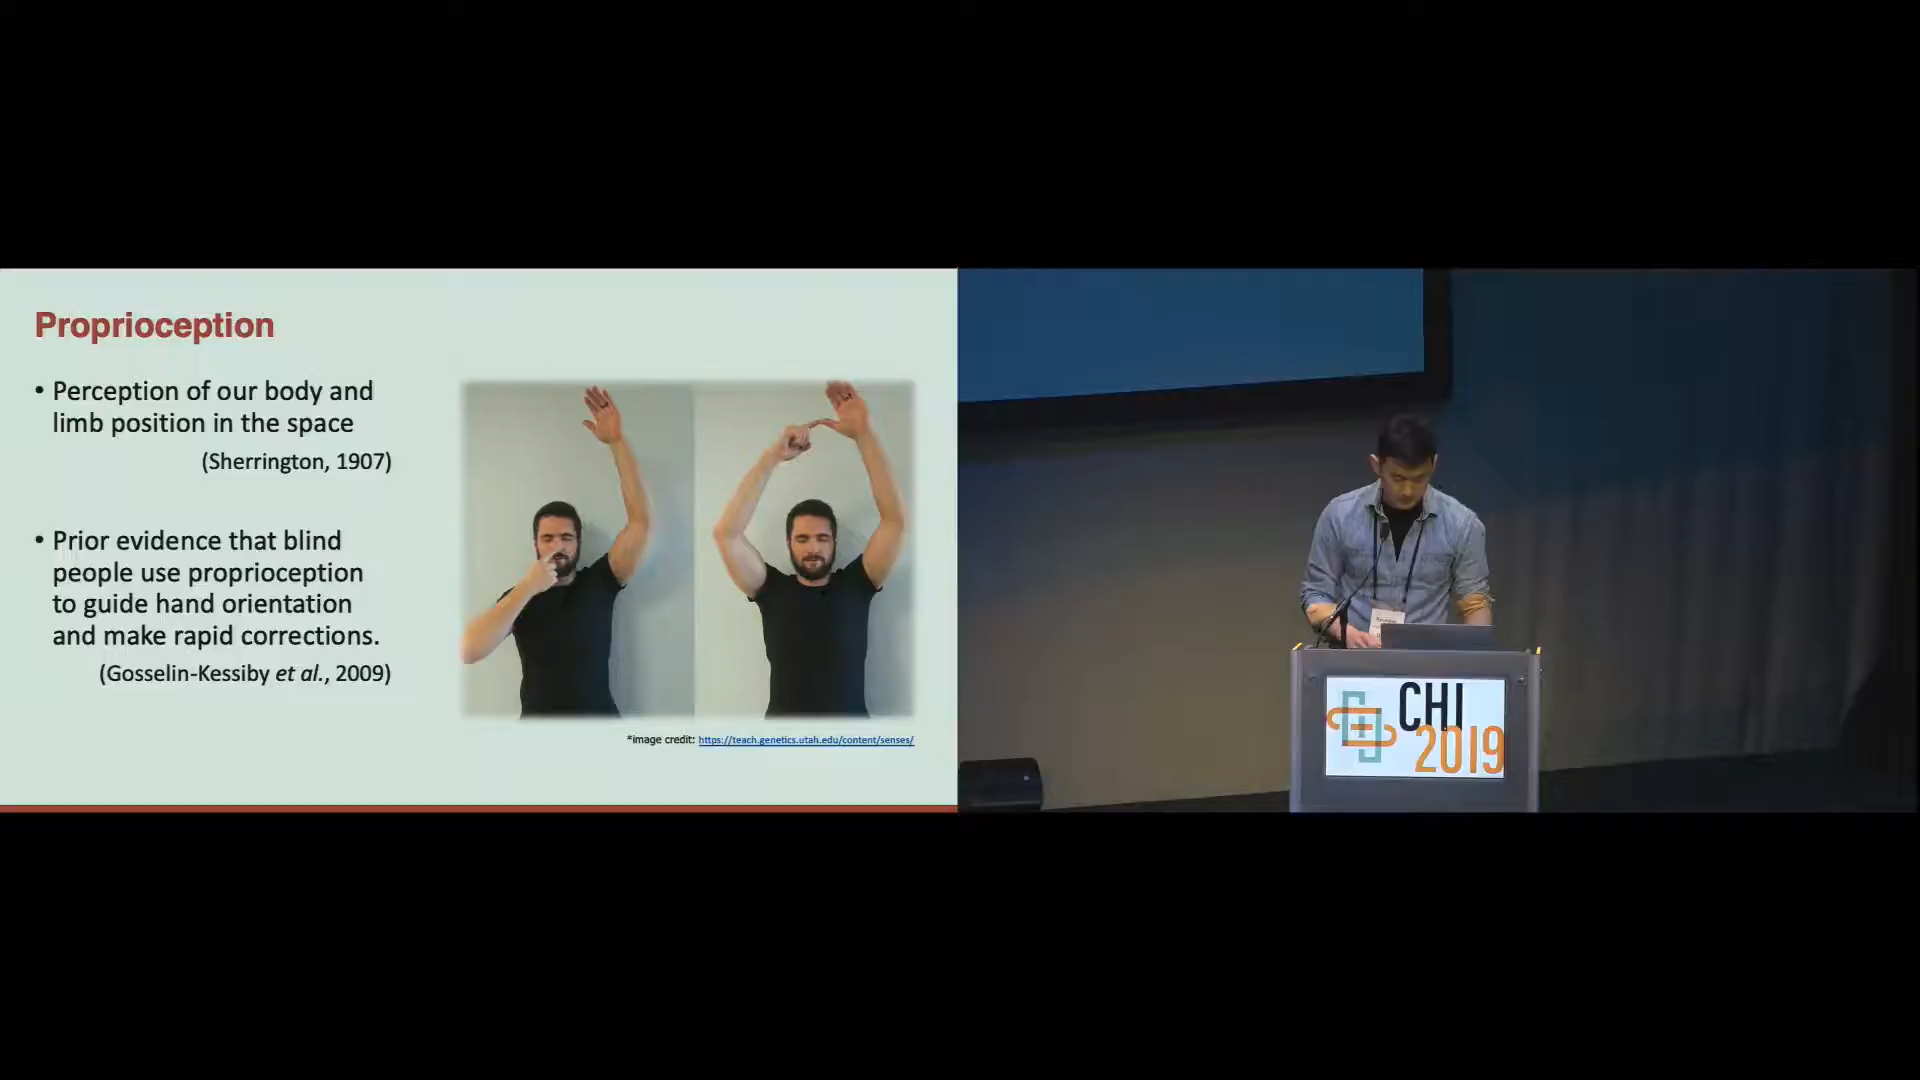 Proprioception
• Perception of our body and
limb position in the space
(Sherrington, 1907)
• Prior evidence that blind
people use proprioception
to guide hand orientation
and make rapid corrections.
(Gosselin-Kessiby et al., 2009)
*image credit: https://teach.genetics.utah.edu/content/senses/
CHI
2019